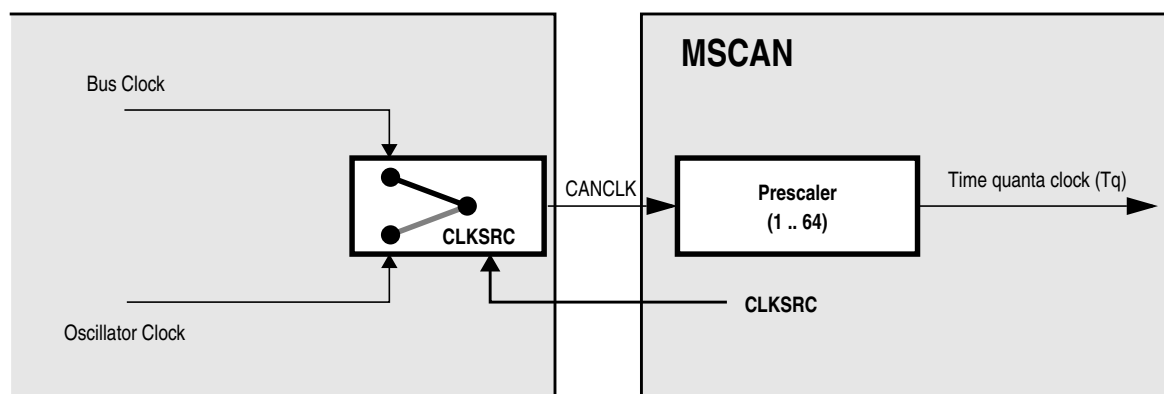 MSCAN
Bus Clock
CANCLK
Prescaler
(1 .. 64)
Time quanta clock (Tq)
CLKSRC
CLKSRC
Oscillator Clock